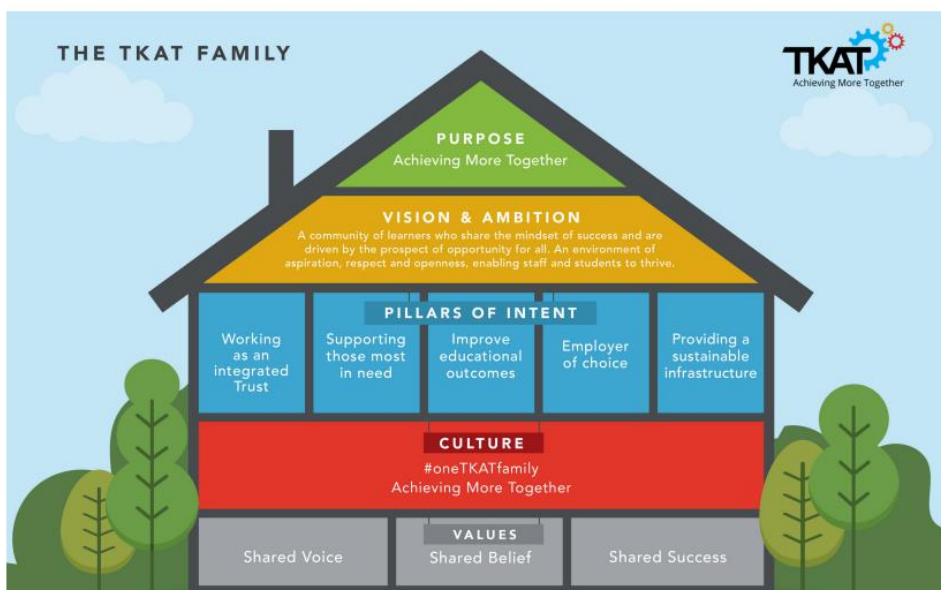 THE TKAT FAMILY
TKAT
Achieving More Together
PURPOSE
Achieving More Together
VISION & AMBITION
A community of learners who share the mindset of success and are
driven by the prospect of opportunity for all. An environment of
aspiration, respect and openness, enabling staff and students to thrive.
PILLARS OF INTENT
Working
as an
integrated
Trust
Supporting
those most
in need
Improve
educational
outcomes
Employer
of choice
Providing a
sustainable
infrastructure
CULTURE
#oneTKATfamily
Achieving More Together
VALUES
Shared Voice
Shared Belief
Shared Success